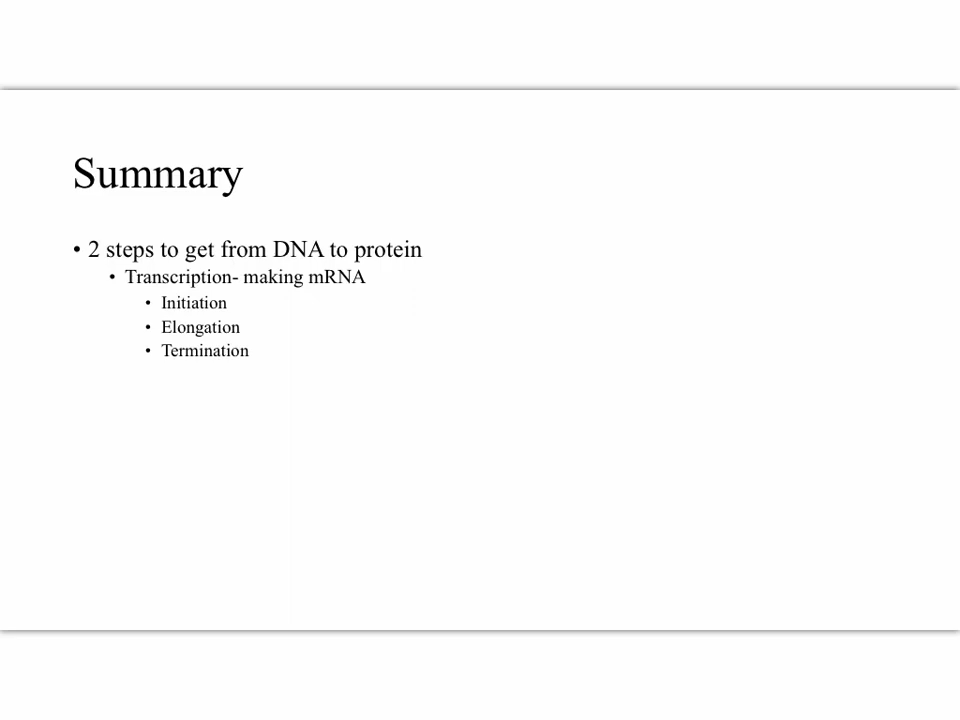 Summary
• 2 steps to get from DNA to protein
• Transcription- making mRNA
• Initiation
• Elongation
• Termination